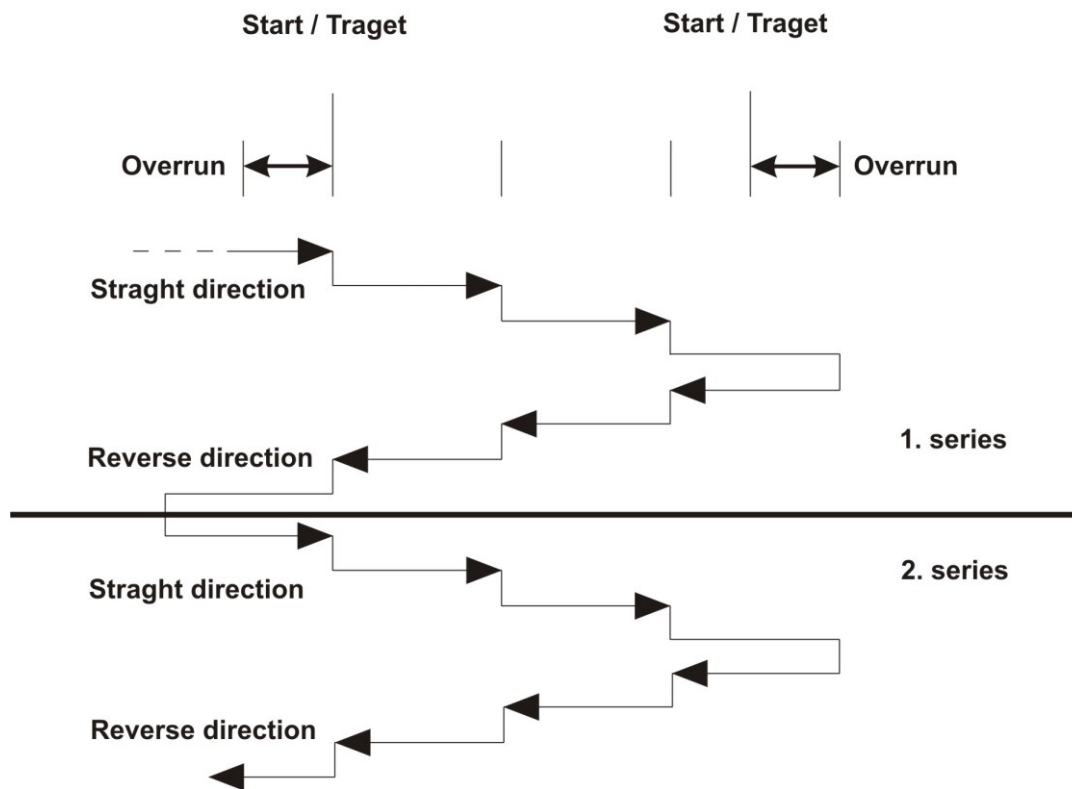 Start / Traget
Start / Traget
Overrun
Overrun
Straght direction
Reverse direction
1. series
Straght direction
2. series
Reverse direction